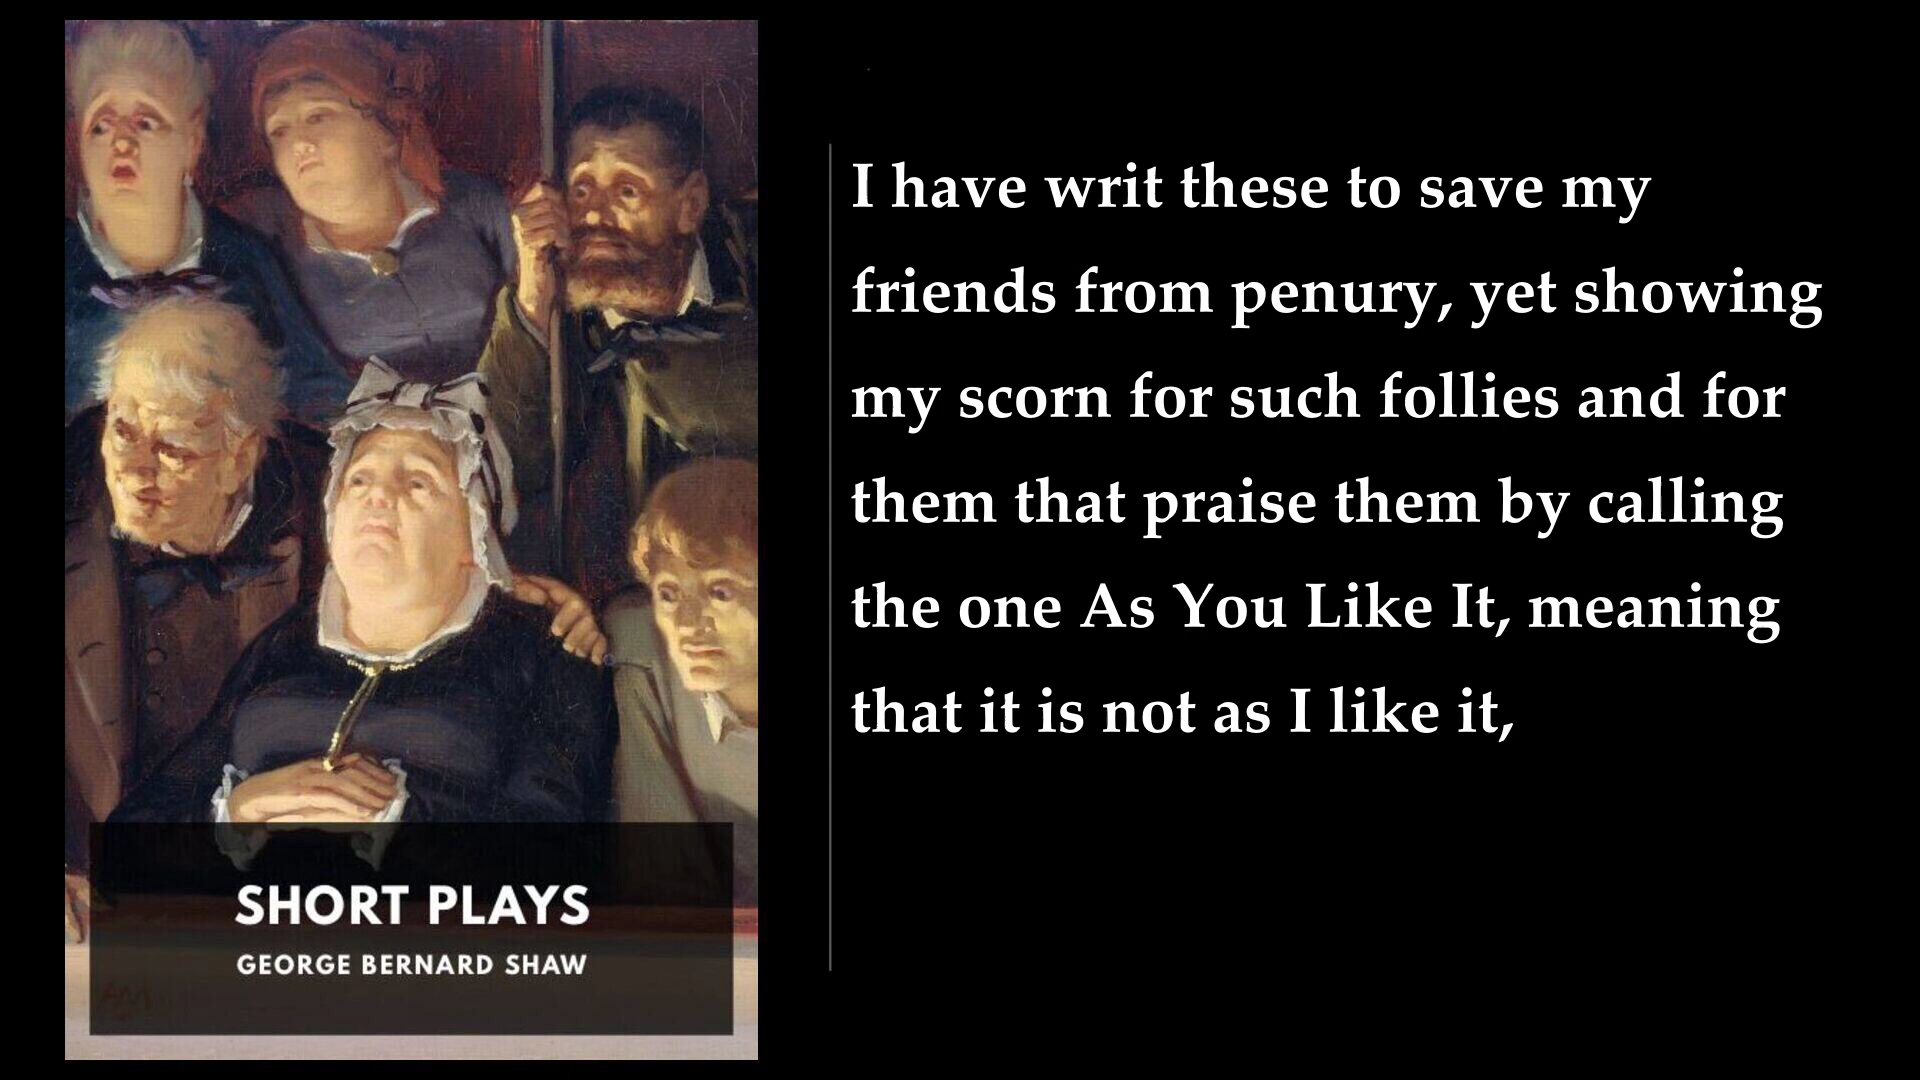 SHORT PLAYS
GEORGE BERNARD SHAW
I have writ these to save my
friends from penury, yet showing
my scorn for such follies and for
them that praise them by calling
the one As You Like It, meaning
that it is not as I like it,